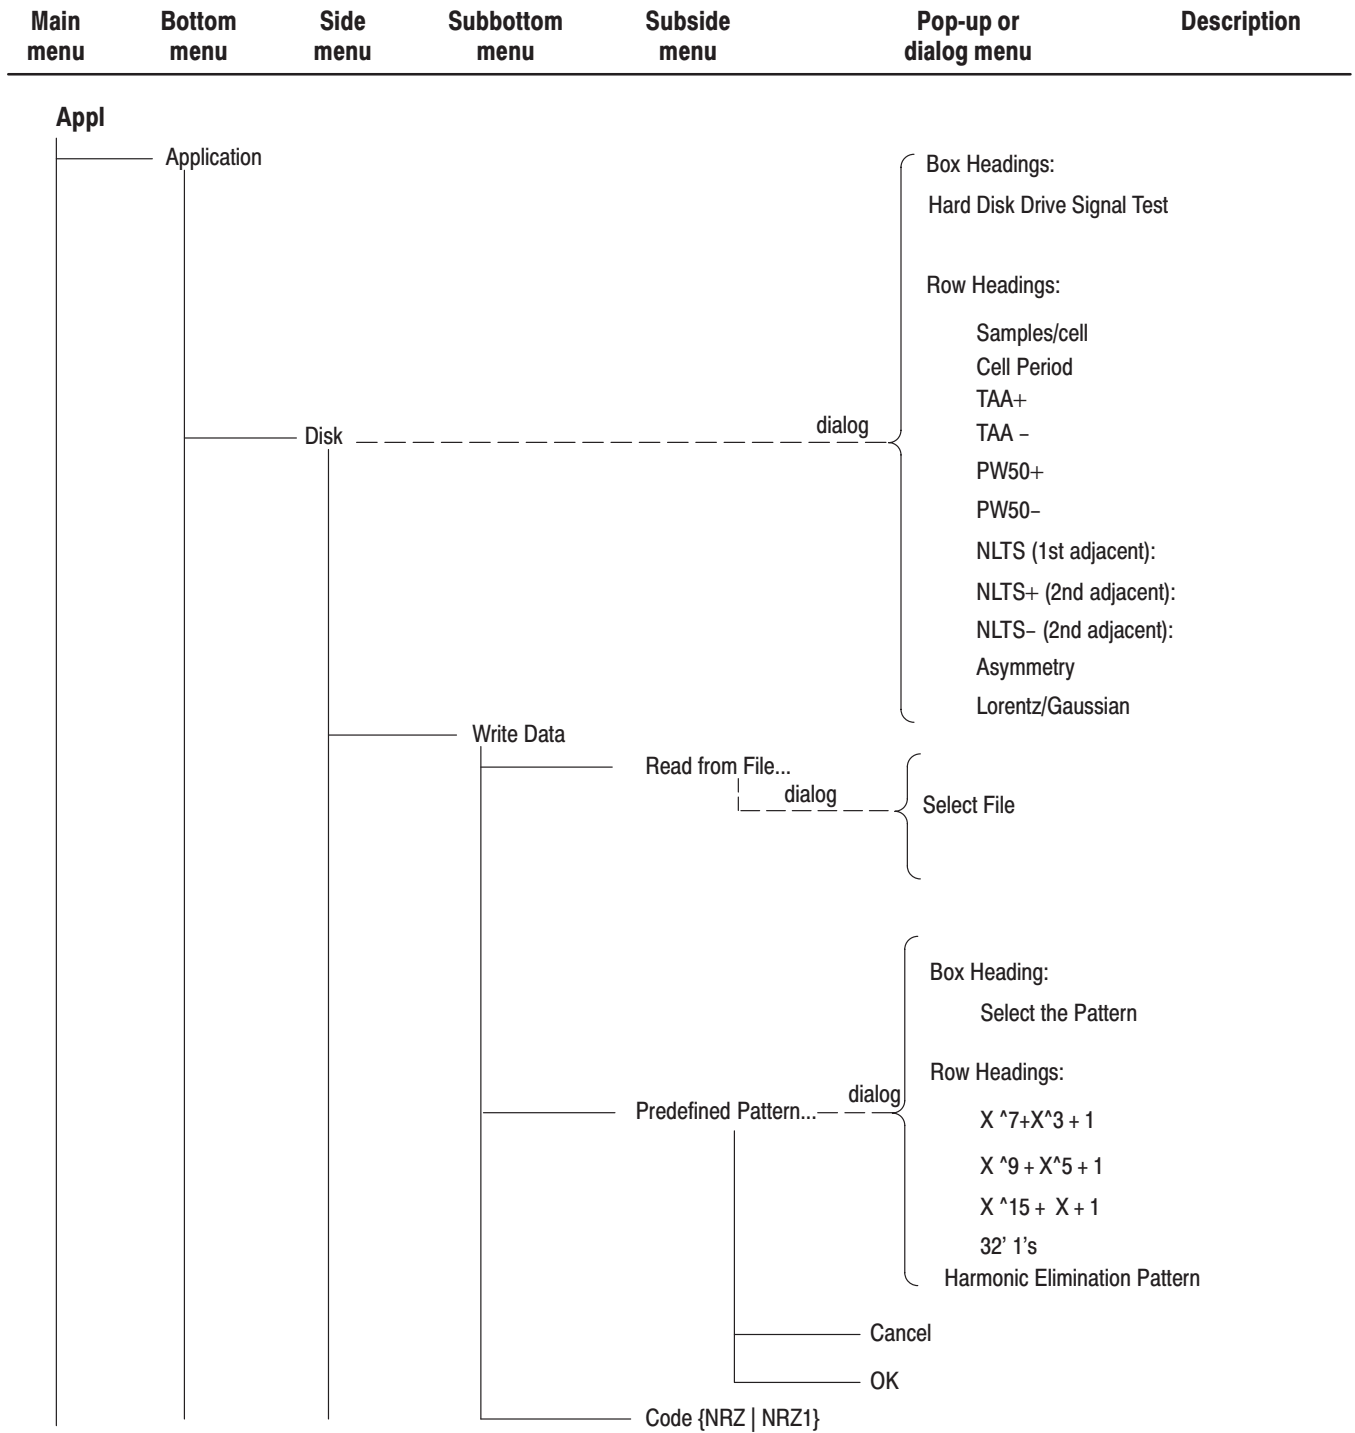 Main menu
Bottom menu
Side menu
Subbottom menu
Subside menu
Pop-up or dialog menu
Description
Appl
Application
Box Headings:
Hard Disk Drive Signal Test
Row Headings:
Samples/cell
Cell Period
TAA+
TAA –
PW50+
PW50–
NLTS (1st adjacent):
NLTS+ (2nd adjacent):
NLTS– (2nd adjacent):
Asymmetry
Lorentz/Gaussian
Disk
dialog
Write Data
Read from File...
dialog
Select File
Box Heading:
Select the Pattern
Row Headings:
X ^7+X^3 + 1
X ^9 + X^5 + 1
X ^15 + X + 1
32’ 1’s
Harmonic Elimination Pattern
Predefined Pattern...
dialog
Cancel
OK
Code {NRZ | NRZ1}